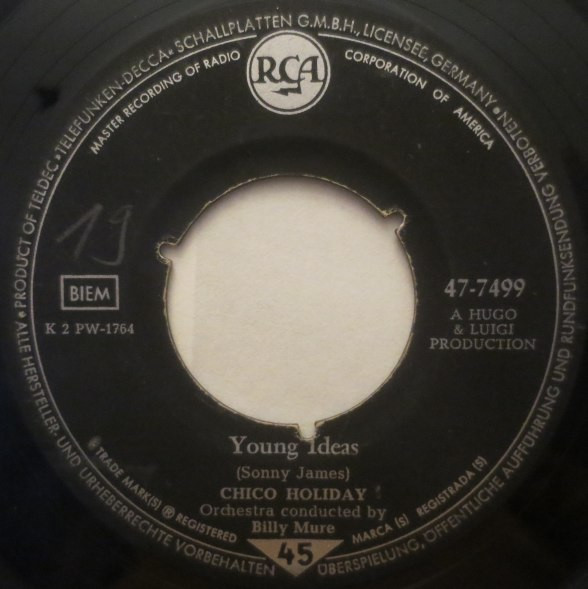 PRODUCT OF TELDEC • TELEFUNKEN-DECCA • SCHALLPLATTEN G.M.B.H., LICENSEE, GERMANY •
MASTER RECORDING OF RADIO CORPORATION OF AMERICA
RCA
19
BIEM
K 2 PW-1764
47-7499
A HUGO
& LUIGI
PRODUCTION
Young Ideas
(Sonny James)
CHICO HOLIDAY
Orchestra conducted by
Billy Mure
® TRADE MARK(S) ® REGISTERED
MARCA (S) REGISTRADA (S)
45
• ALLE HERSTELLER- UND URHEBERRECHTE VORBEHALTEN
ÜBERSPIELUNG, ÖFFENTLICHE AUFFÜHRUNG UND RUNDFUNKSENDUNG VERBOTEN •